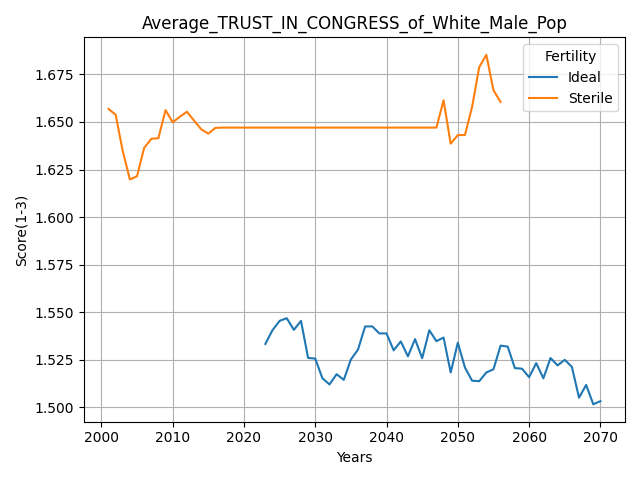 Average_TRUST_IN_CONGRESS_of_White_Male_Pop
Fertility
Ideal
Sterile
Score(1-3)
1.675
1.650
1.625
1.600
1.575
1.550
1.525
1.500
2000 2010 2020 2030 2040 2050 2060 2070
Years